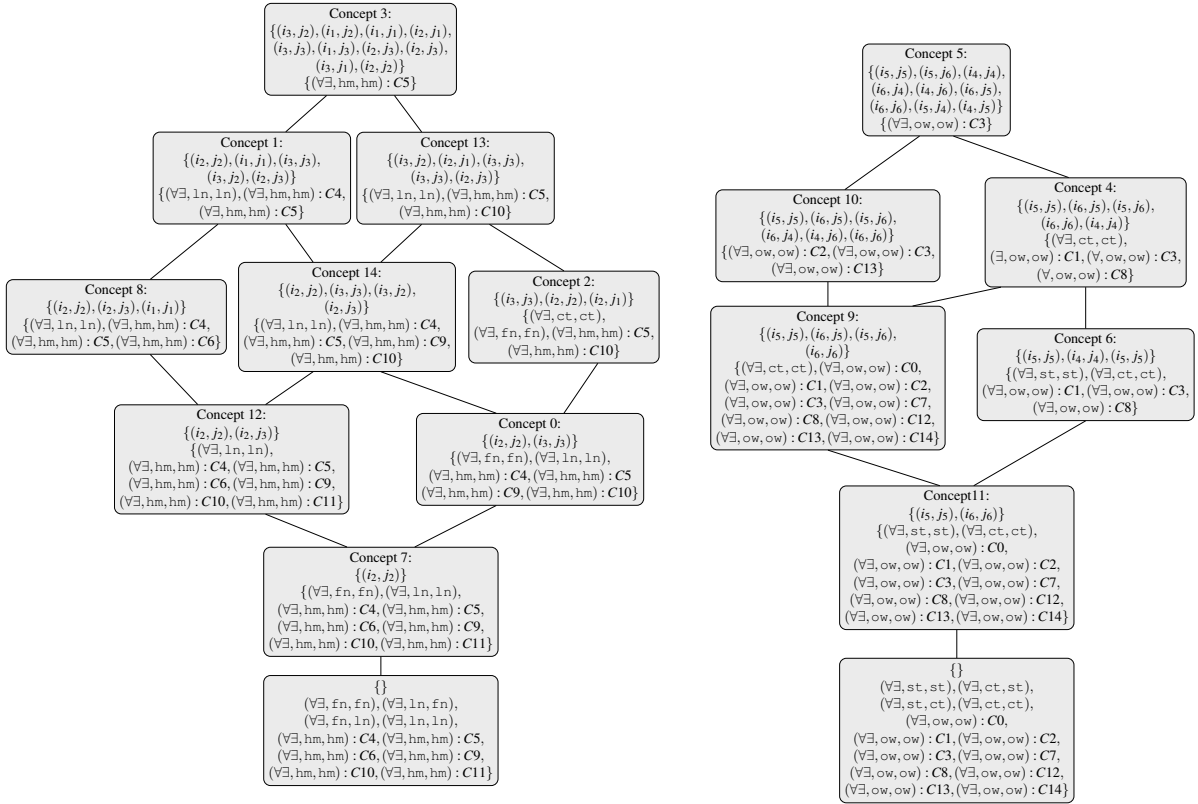 Concept 3:
{(i3, j2),(i1, j2),(i1, j1),(i2, j1),
(i3, j3),(i1, j3),(i2, j3),(i2, j3),
(i3, j1),(i2, j2)}
{(∀∃,hm,hm) : C5}
Concept 1:
{(i2, j2),(i1, j1),(i3, j3),
(i3, j2),(i2, j3)}
{(∀∃,ln,ln),(∀∃,hm,hm) : C4,
(∀∃,hm,hm) : C5}
Concept 13:
{(i3, j2),(i2, j1),(i3, j3),
(i3, j3),(i2, j3)}
{(∀∃,ln,ln),(∀∃,hm,hm) : C5,
(∀∃,hm,hm) : C10}
Concept 8:
{(i2, j2),(i2, j3),(i1, j1)}
{(∀∃,ln,ln),(∀∃,hm,hm) : C4,
(∀∃,hm,hm) : C5,(∀∃,hm,hm) : C6}
Concept 14:
{(i2, j2),(i3, j3),(i3, j2),
(i2, j3)}
{(∀∃,ln,ln),(∀∃,hm,hm) : C4,
(∀∃,hm,hm) : C5,(∀∃,hm,hm) : C9,
(∀∃,hm,hm) : C10}
Concept 2:
{(i3, j3),(i2, j2),(i2, j1)}
{(∀∃,ct,ct),
(∀∃,fn,fn),(∀∃,hm,hm) : C5,
(∀∃,hm,hm) : C10}
Concept 12:
{(i2, j2),(i2, j3)}
{(∀∃,ln,ln),
(∀∃,hm,hm) : C4,(∀∃,hm,hm) : C5,
(∀∃,hm,hm) : C6,(∀∃,hm,hm) : C9,
(∀∃,hm,hm) : C10,(∀∃,hm,hm) : C11}
Concept 0:
{(i2, j2),(i3, j3)}
{(∀∃,fn,fn),(∀∃,ln,ln),
(∀∃,hm,hm) : C4,(∀∃,hm,hm) : C5
(∀∃,hm,hm) : C9,(∀∃,hm,hm) : C10}
Concept 7:
{(i2, j2)}
{(∀∃,fn,fn),(∀∃,ln,ln),
(∀∃,hm,hm) : C4,(∀∃,hm,hm) : C5,
(∀∃,hm,hm) : C6,(∀∃,hm,hm) : C9,
(∀∃,hm,hm) : C10,(∀∃,hm,hm) : C11}
{}
(∀∃,fn,fn),(∀∃,ln,fn),
(∀∃,fn,ln),(∀∃,ln,ln),
(∀∃,hm,hm) : C4,(∀∃,hm,hm) : C5,
(∀∃,hm,hm) : C6,(∀∃,hm,hm) : C9,
(∀∃,hm,hm) : C10,(∀∃,hm,hm) : C11}
Concept 5:
{(i5, j5),(i5, j6),(i4, j4),
(i6, j4),(i4, j6),(i6, j5),
(i6, j6),(i5, j4),(i4, j5)}
{(∀∃,ow,ow) : C3}
Concept 10:
{(i5, j5),(i6, j5),(i5, j6),
(i6, j4),(i4, j6),(i6, j6)}
{(∀∃,ow,ow) : C2,(∀∃,ow,ow) : C3,
(∀∃,ow,ow) : C13}
Concept 4:
{(i5, j5),(i6, j5),(i5, j6),
(i6, j6),(i4, j4)}
{(∀∃,ct,ct),
(∃,ow,ow) : C1,(∀,ow,ow) : C3,
(∀,ow,ow) : C8}
Concept 9:
{(i5, j5),(i6, j5),(i5, j6),
(i6, j6)}
{(∀∃,ct,ct),(∀∃,ow,ow) : C0,
(∀∃,ow,ow) : C1,(∀∃,ow,ow) : C2,
(∀∃,ow,ow) : C3,(∀∃,ow,ow) : C7,
(∀∃,ow,ow) : C8,(∀∃,ow,ow) : C12,
(∀∃,ow,ow) : C13,(∀∃,ow,ow) : C14}
Concept 6:
{(i5, j5),(i4, j4),(i5, j5)}
{(∀∃,st,st),(∀∃,ct,ct),
(∀∃,ow,ow) : C1,(∀∃,ow,ow) : C3,
(∀∃,ow,ow) : C8}
Concept11:
{(i5, j5),(i6, j6)}
{(∀∃,st,st),(∀∃,ct,ct),
(∀∃,ow,ow) : C0,
(∀∃,ow,ow) : C1,(∀∃,ow,ow) : C2,
(∀∃,ow,ow) : C3,(∀∃,ow,ow) : C7,
(∀∃,ow,ow) : C8,(∀∃,ow,ow) : C12,
(∀∃,ow,ow) : C13,(∀∃,ow,ow) : C14}
{}
(∀∃,st,st),(∀∃,ct,st),
(∀∃,st,ct),(∀∃,ct,ct),
(∀∃,ow,ow) : C0,
(∀∃,ow,ow) : C1,(∀∃,ow,ow) : C2,
(∀∃,ow,ow) : C3,(∀∃,ow,ow) : C7,
(∀∃,ow,ow) : C8,(∀∃,ow,ow) : C12,
(∀∃,ow,ow) : C13,(∀∃,ow,ow) : C14}